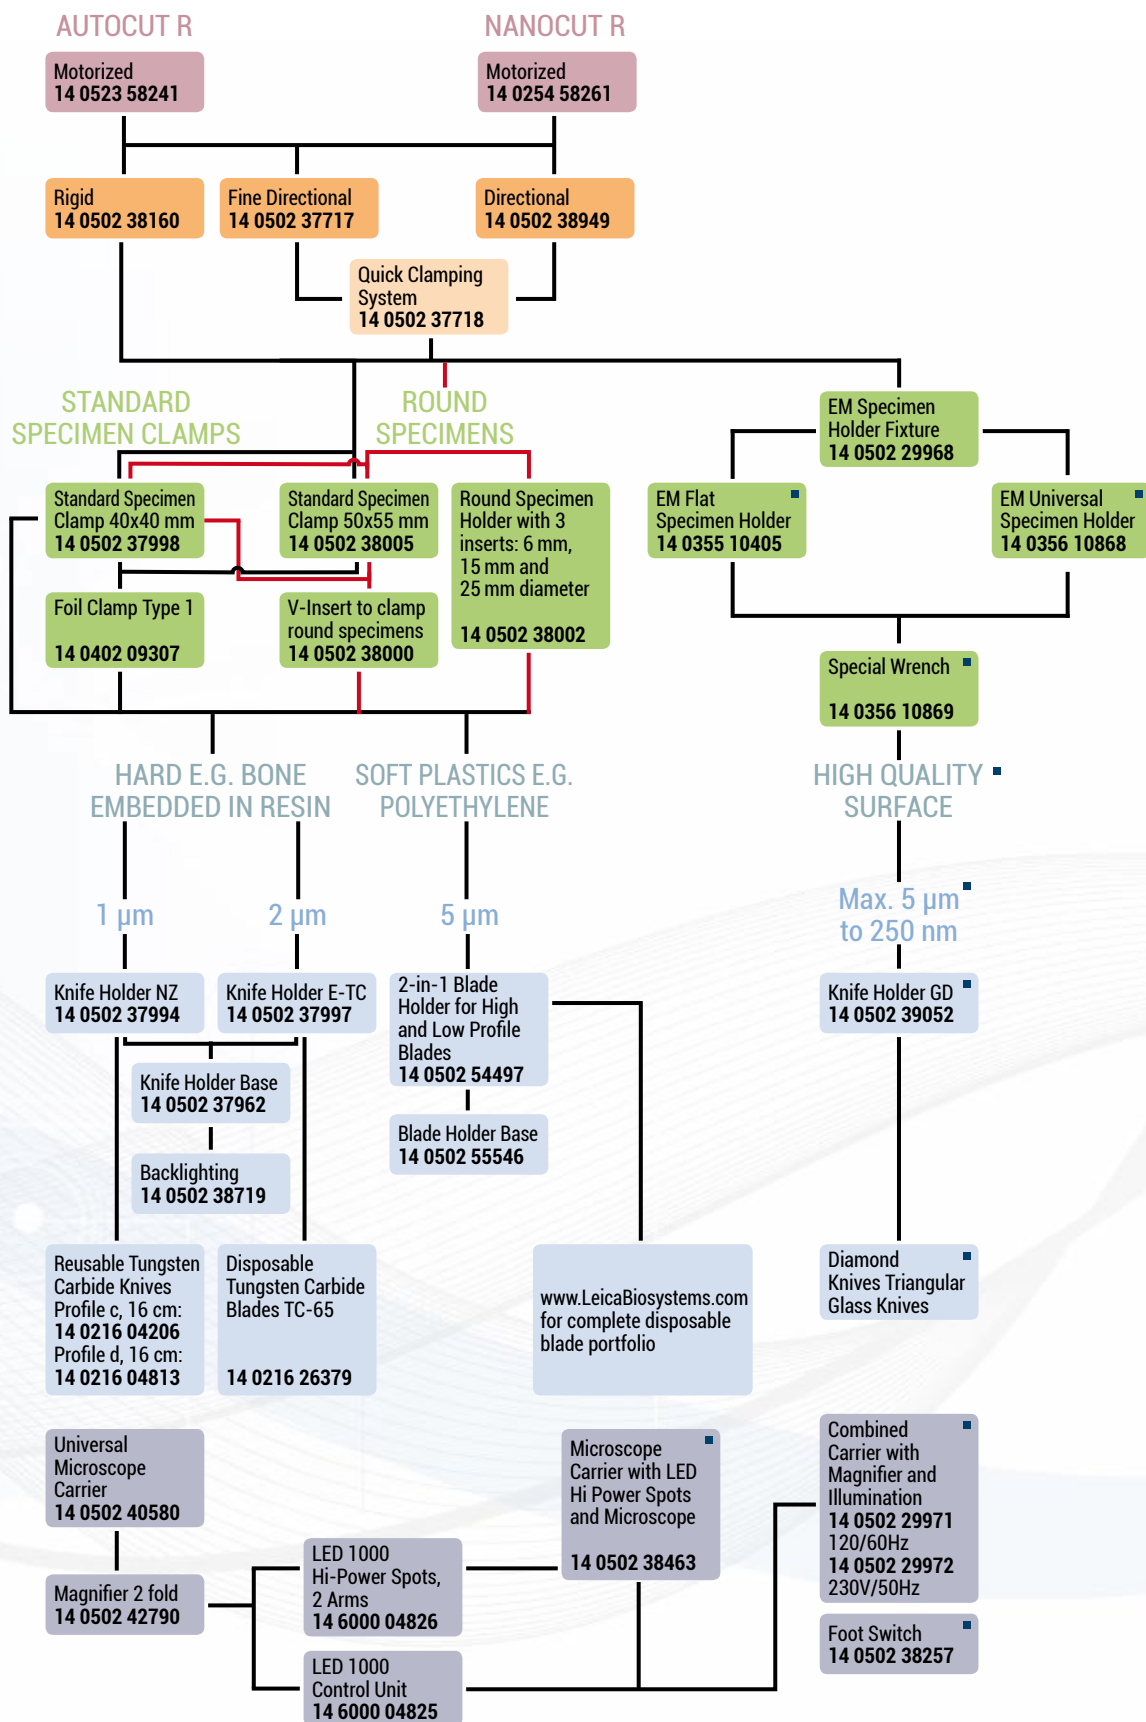 AUTOCUT R
NANOCUT R
Motorized
14 0523 58241
Motorized
14 0254 58261
Rigid
14 0502 38160
Fine Directional
14 0502 37717
Directional
14 0502 38949
Quick Clamping
System
14 0502 37718
STANDARD
SPECIMEN CLAMPS
ROUND
SPECIMENS
EM Specimen
Holder Fixture
14 0502 29968
Standard Specimen
Clamp 40x40 mm
14 0502 37998
Standard Specimen
Clamp 50x55 mm
14 0502 38005
Round Specimen
Holder with 3
inserts: 6 mm,
15 mm and
25 mm diameter
14 0502 38002
EM Flat
Specimen Holder
14 0355 10405
EM Universal
Specimen Holder
14 0356 10868
Foil Clamp Type 1
14 0402 09307
V-Insert to clamp
round specimens
14 0502 38000
Special Wrench
14 0356 10869
HARD E.G. BONE
EMBEDDED IN RESIN
SOFT PLASTICS E.G.
POLYETHYLENE
HIGH QUALITY
SURFACE
1 µm
2 µm
5 µm
Max. 5 µm
to 250 nm
Knife Holder NZ
14 0502 37994
Knife Holder E-TC
14 0502 37997
2-in-1 Blade
Holder for High
and Low Profile
Blades
14 0502 54497
Knife Holder GD
14 0502 39052
Knife Holder Base
14 0502 37962
Blade Holder Base
14 0502 55546
Backlighting
14 0502 38719
Reusable Tungsten
Carbide Knives
Profile c, 16 cm:
14 0216 04206
Profile d, 16 cm:
14 0216 04813
Disposable
Tungsten Carbide
Blades TC-65
14 0216 26379
www.LeicaBiosystems.com
for complete disposable
blade portfolio
Diamond
Knives Triangular
Glass Knives
Universal
Microscope
Carrier
14 0502 40580
Microscope
Carrier with LED
Hi Power Spots
and Microscope
14 0502 38463
Combined
Carrier with
Magnifier and
Illumination
14 0502 29971
120/60Hz
14 0502 29972
230V/50Hz
Magnifier 2 fold
14 0502 42790
LED 1000
Hi-Power Spots,
2 Arms
14 6000 04826
Foot Switch
14 0502 38257
LED 1000
Control Unit
14 6000 04825